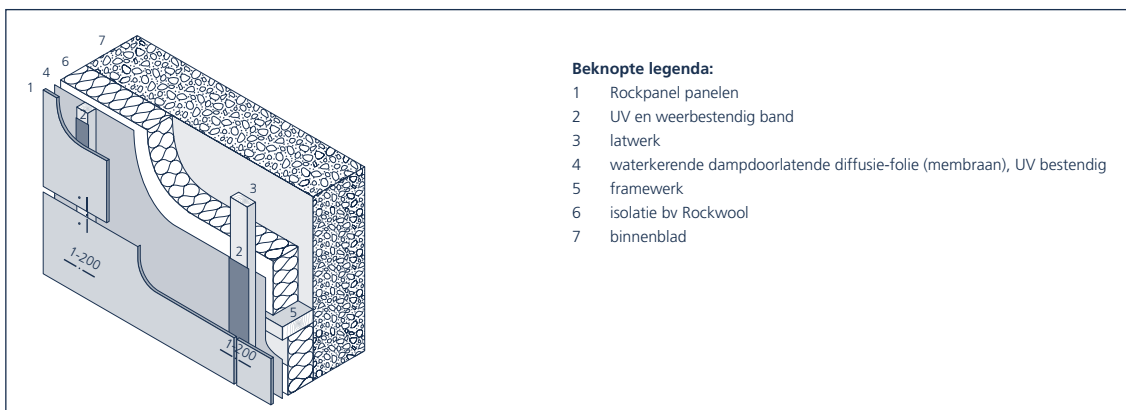 7
6
4
1
2
3
2
1-200
5
1-200
Beknopte legenda:
1 Rockpanel panelen
2 UV en weerbestendig band
3 latwerk
4 waterkerende dampdoorlatende diffusie-folie (membraan), UV bestendig
5 framewerk
6 isolatie bv Rockwool
7 binnenblad